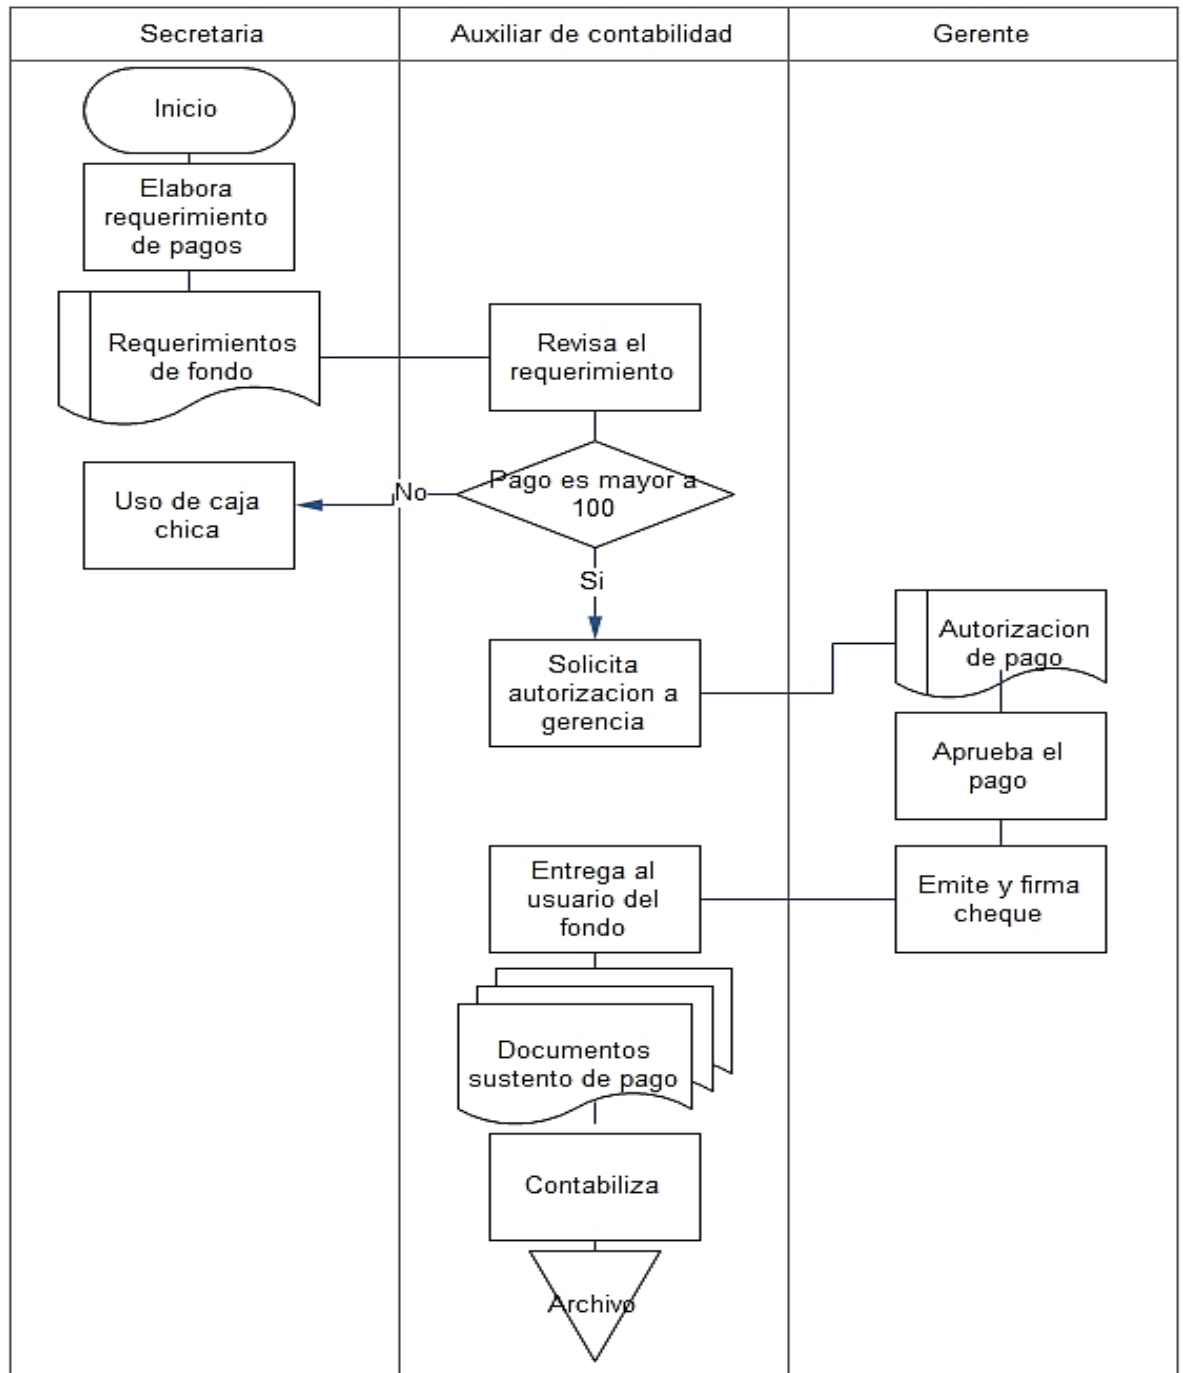 Secretaria
Auxiliar de contabilidad
Gerente
Inicio
Elabora
requerimiento
de pagos
Requerimientos
de fondo
Revisa el
requerimiento
Pago es mayor a
100
No
Uso de caja
chica
Si
Solicita
autorizacion a
gerencia
Autorizacion
de pago
Aprueba el
pago
Emite y firma
cheque
Entrega al
usuario del
fondo
Documentos
sustento de pago
Contabiliza
Archivo